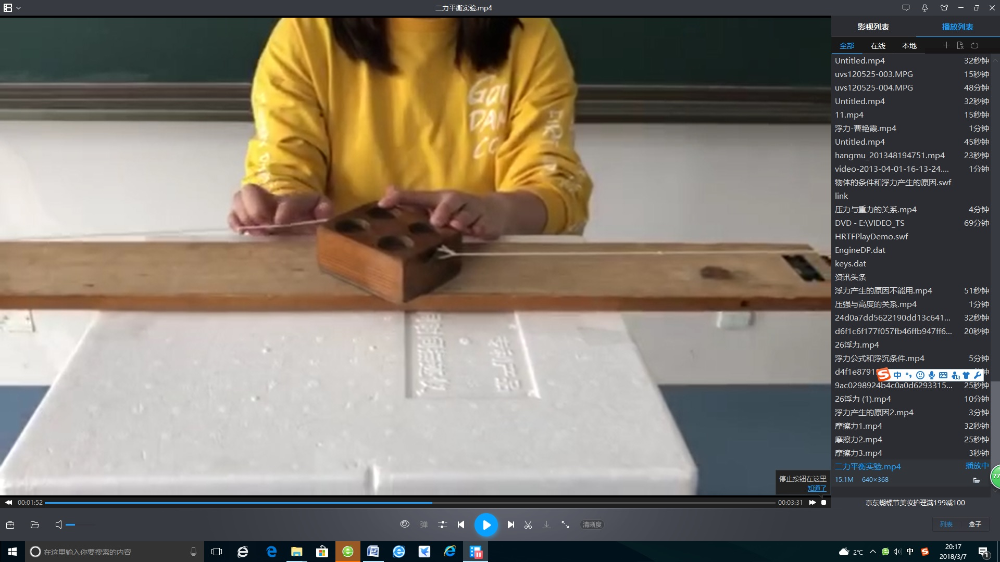 二力平衡实验.mp4
影视列表
播放列表
全部
在线
本地
Untitled.mp4 32秒钟
uvs120525-003.MPG 15秒钟
uvs120525-004.MPG 48分钟
Untitled.mp4 32秒钟
11.mp4 15秒钟
浮力-曹艳霞.mp4 1分钟
Untitled.mp4 45秒钟
hangmu_201348194751.mp4 23秒钟
video-2013-04-01-16-13-24.... 1分钟
物体的条件和浮力产生的原因.swf
link
压力与重力的关系.mp4 4分钟
DVD - E:\VIDEO_TS 69分钟
HRTFPlayDemo.swf
EngineDP.dat
keys.dat
资讯头条
浮力产生的原因不能用.mp4 51秒钟
压强与高度的关系.mp4 1分钟
24d0a7dd5622190dd13c641... 32秒钟
d6f1c6f177f057fb46ffb947ff6... 20秒钟
26浮力.mp4
浮力公式和浮沉条件.mp4 5分钟
中
9ac0298924b4c0a0d6293315... 25秒钟
26浮力 (1).mp4 10分钟
浮力产生的原因2.mp4 3分钟
摩擦力1.mp4 32秒钟
摩擦力2.mp4 25秒钟
摩擦力3.mp4 3秒钟
二力平衡实验.mp4 播放中
15.1M 640×368
77
停止按钮在这里
知道了
00:01:52
00:03:31
京东蝴蝶节美妆护理满199减100
弹
清晰度
列表
盒子
在这里输入你要搜索的内容
2°C
中
20:17
2018/3/7
1